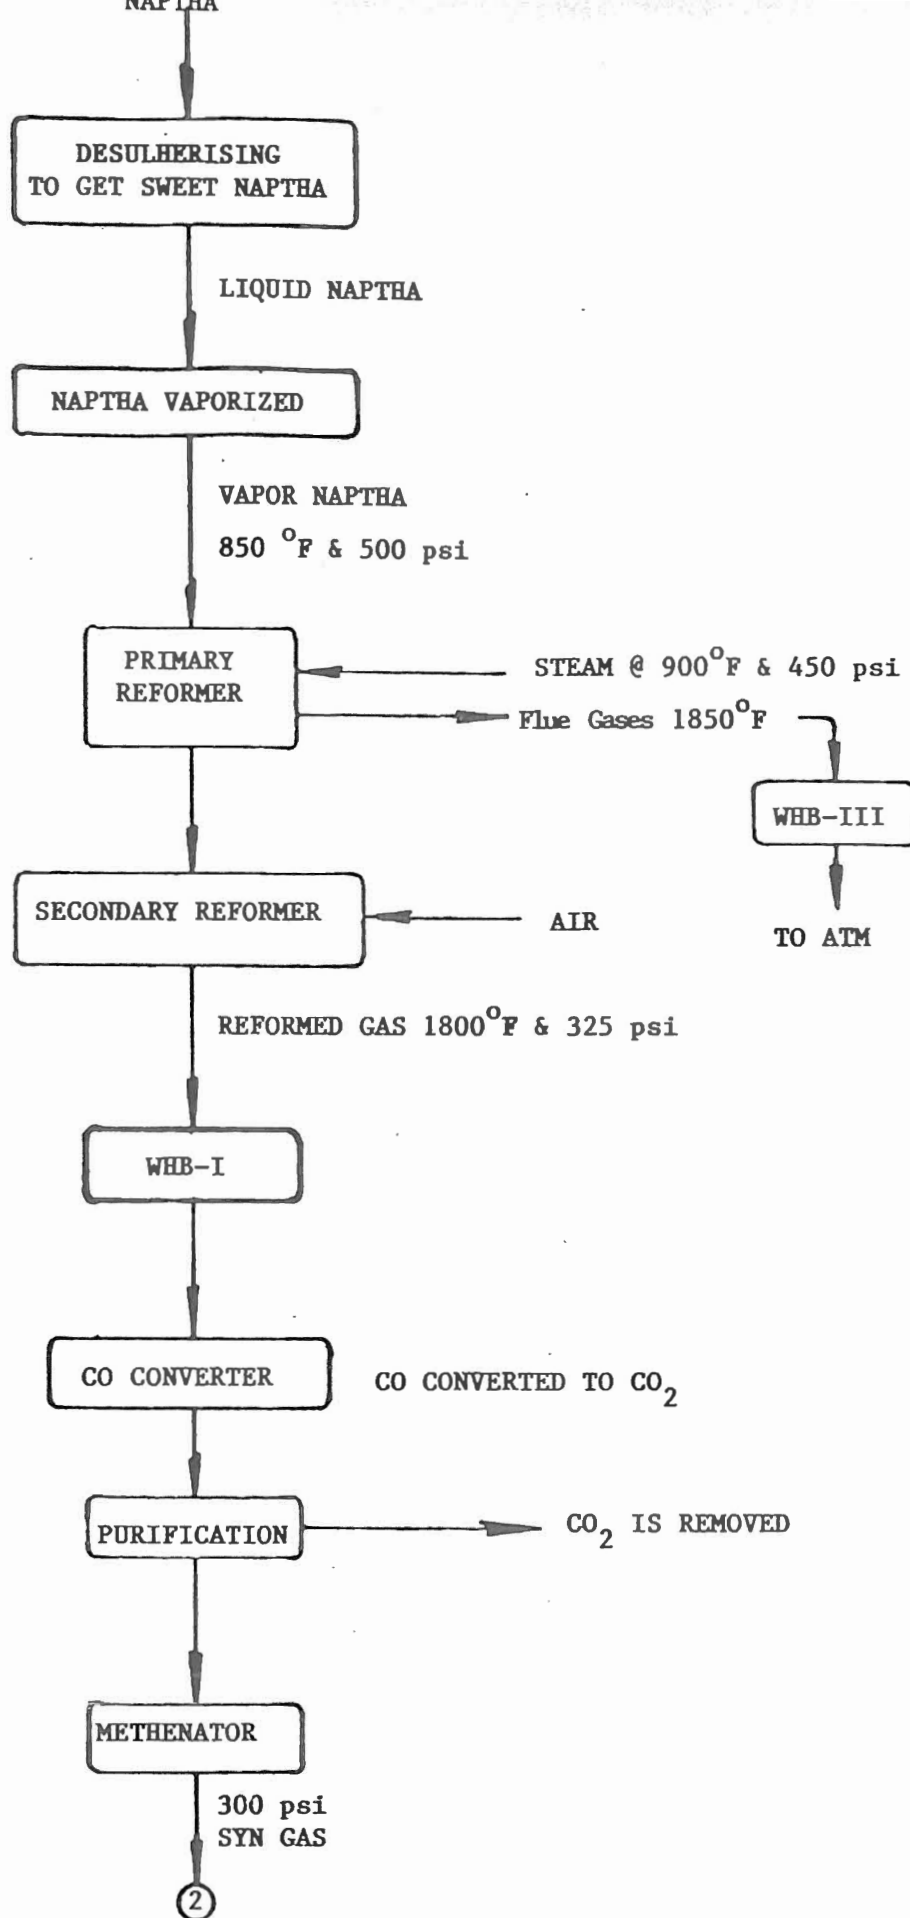 NAPTHA
DESULHERISING
TO GET SWEET NAPTHA
LIQUID NAPTHA
NAPTHA VAPORIZED
VAPOR NAPTHA
850 °F & 500 psi
PRIMARY
REFORMER
STEAM @ 900°F & 450 psi
Flue Gases 1850°F
WHB-III
TO ATM
SECONDARY REFORMER
AIR
REFORMED GAS 1800°F & 325 psi
WHB-I
CO CONVERTER
CO CONVERTED TO CO₂
PURIFICATION
CO₂ IS REMOVED
METHENATOR
300 psi
SYN GAS
2